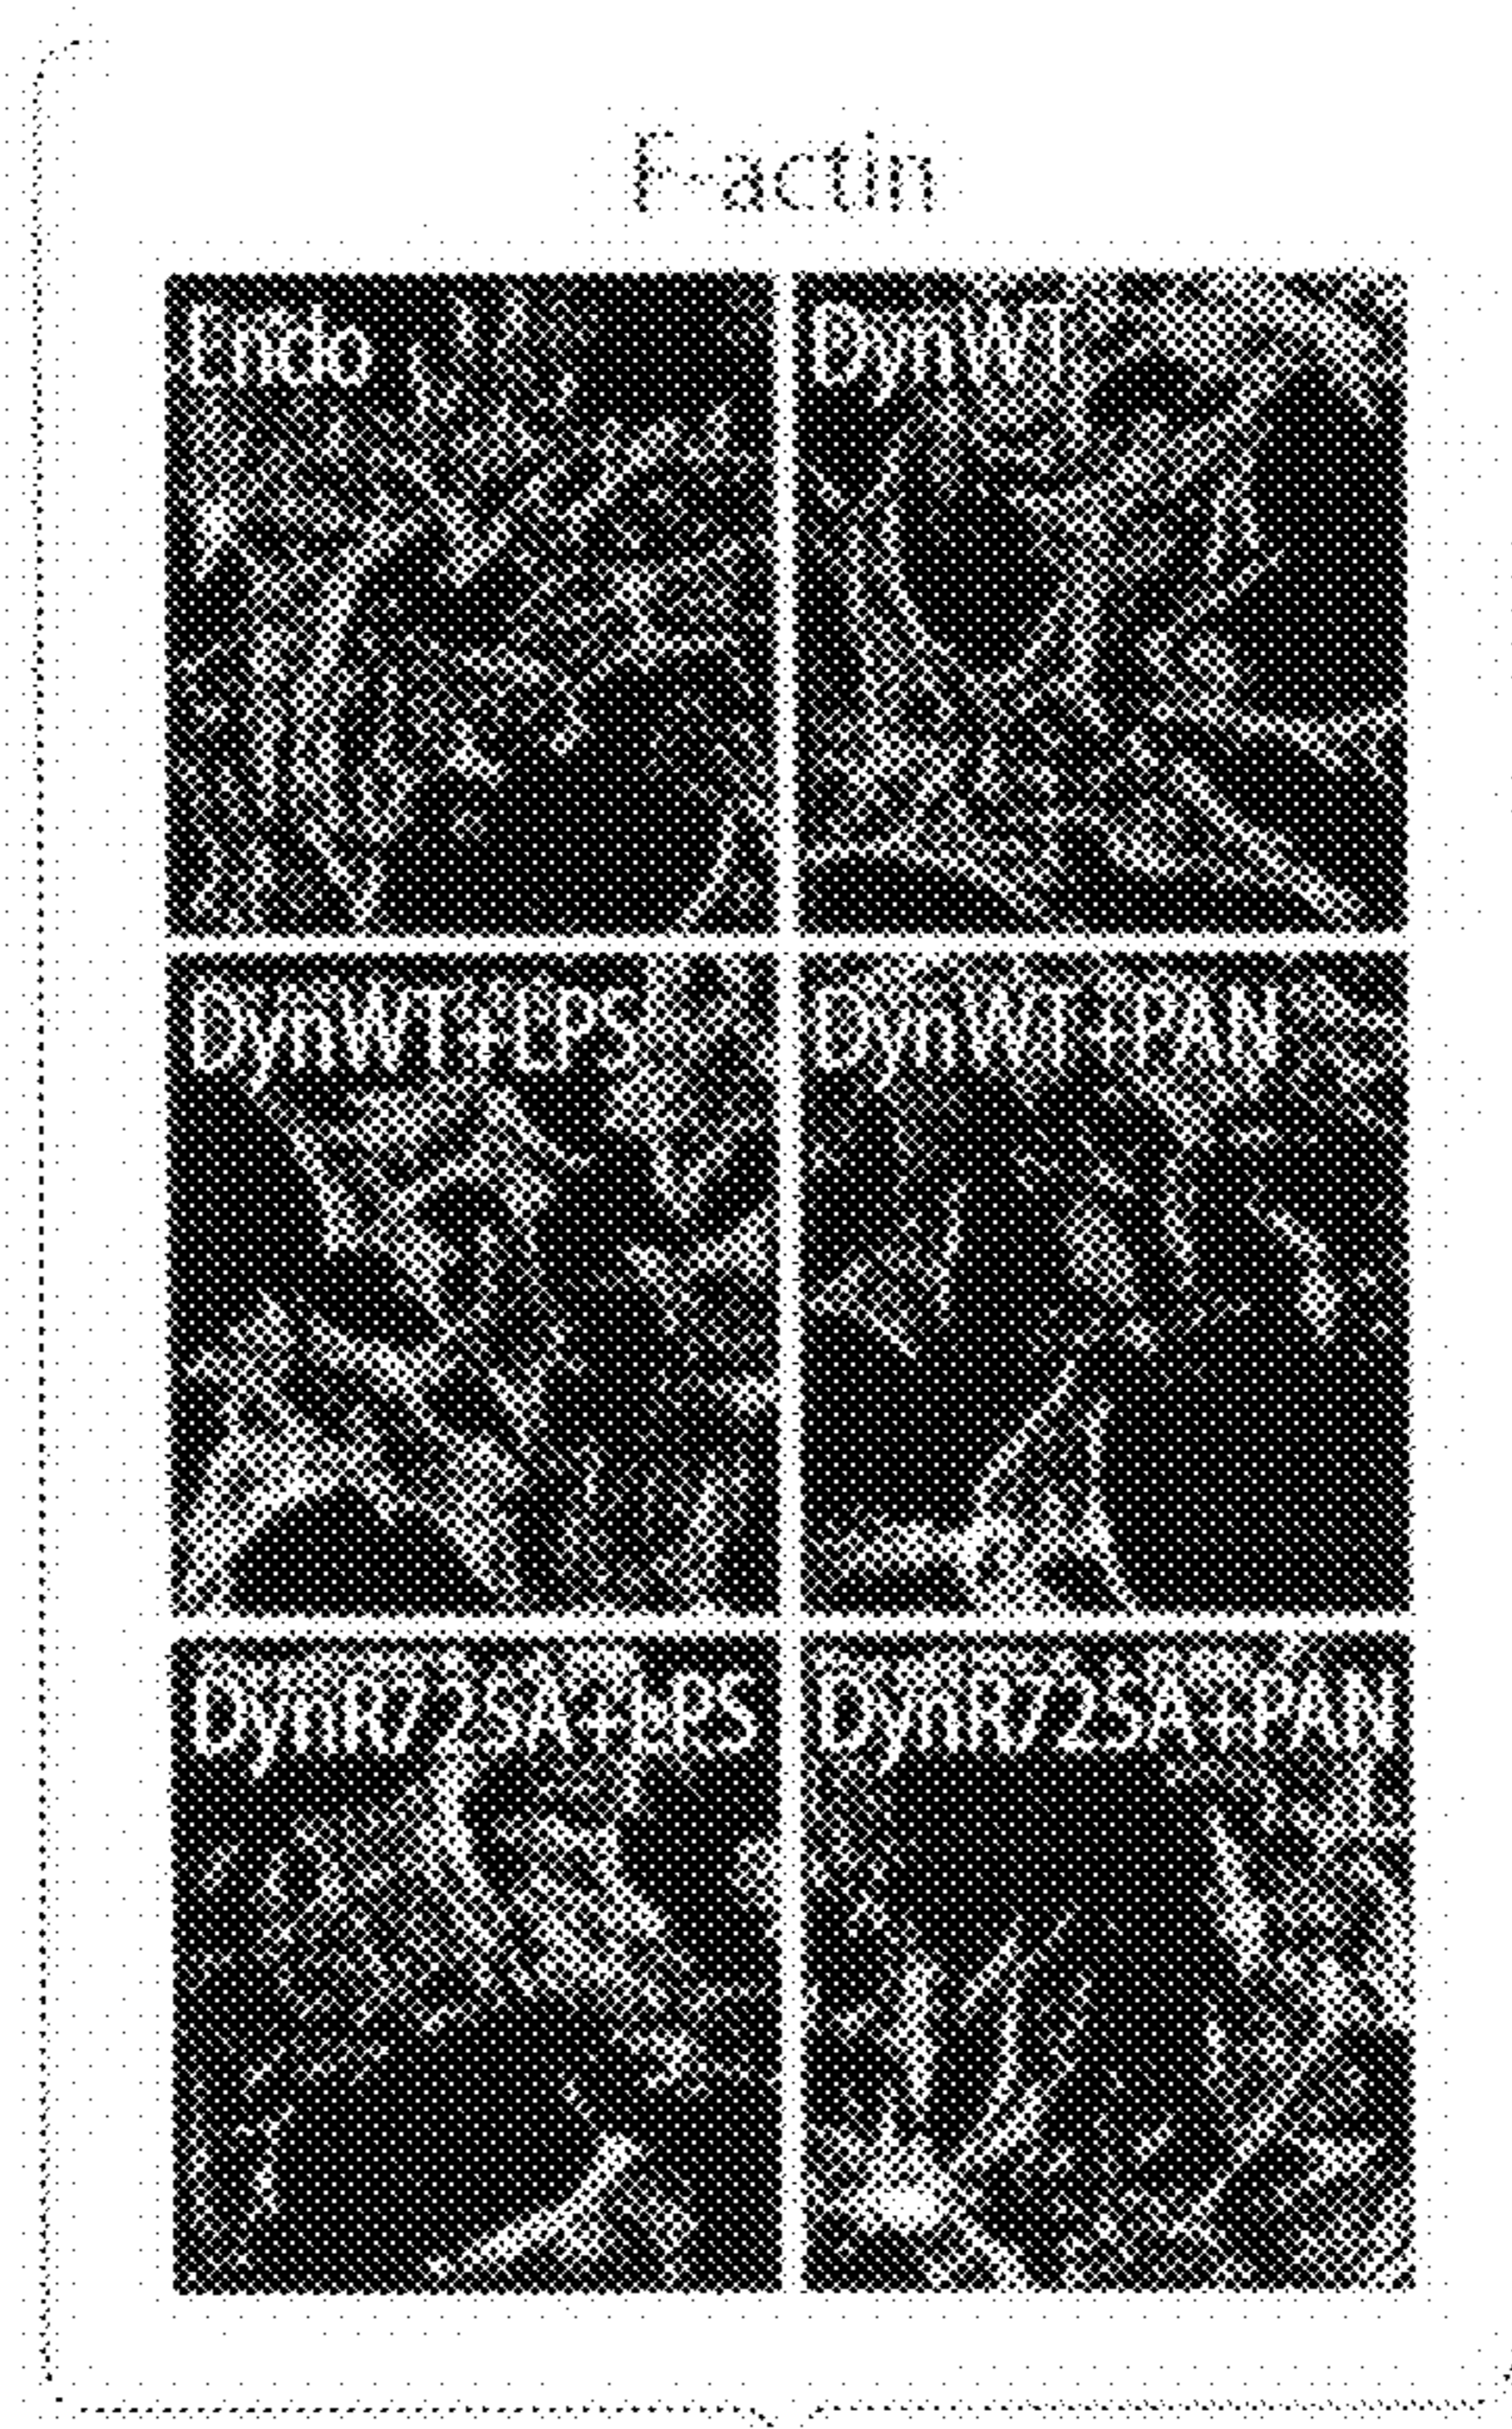 F-actin
Endo
DynWT
DynWT+LPS
DynWT+PAN
DynR725A+LPS
DynR725A+PAN